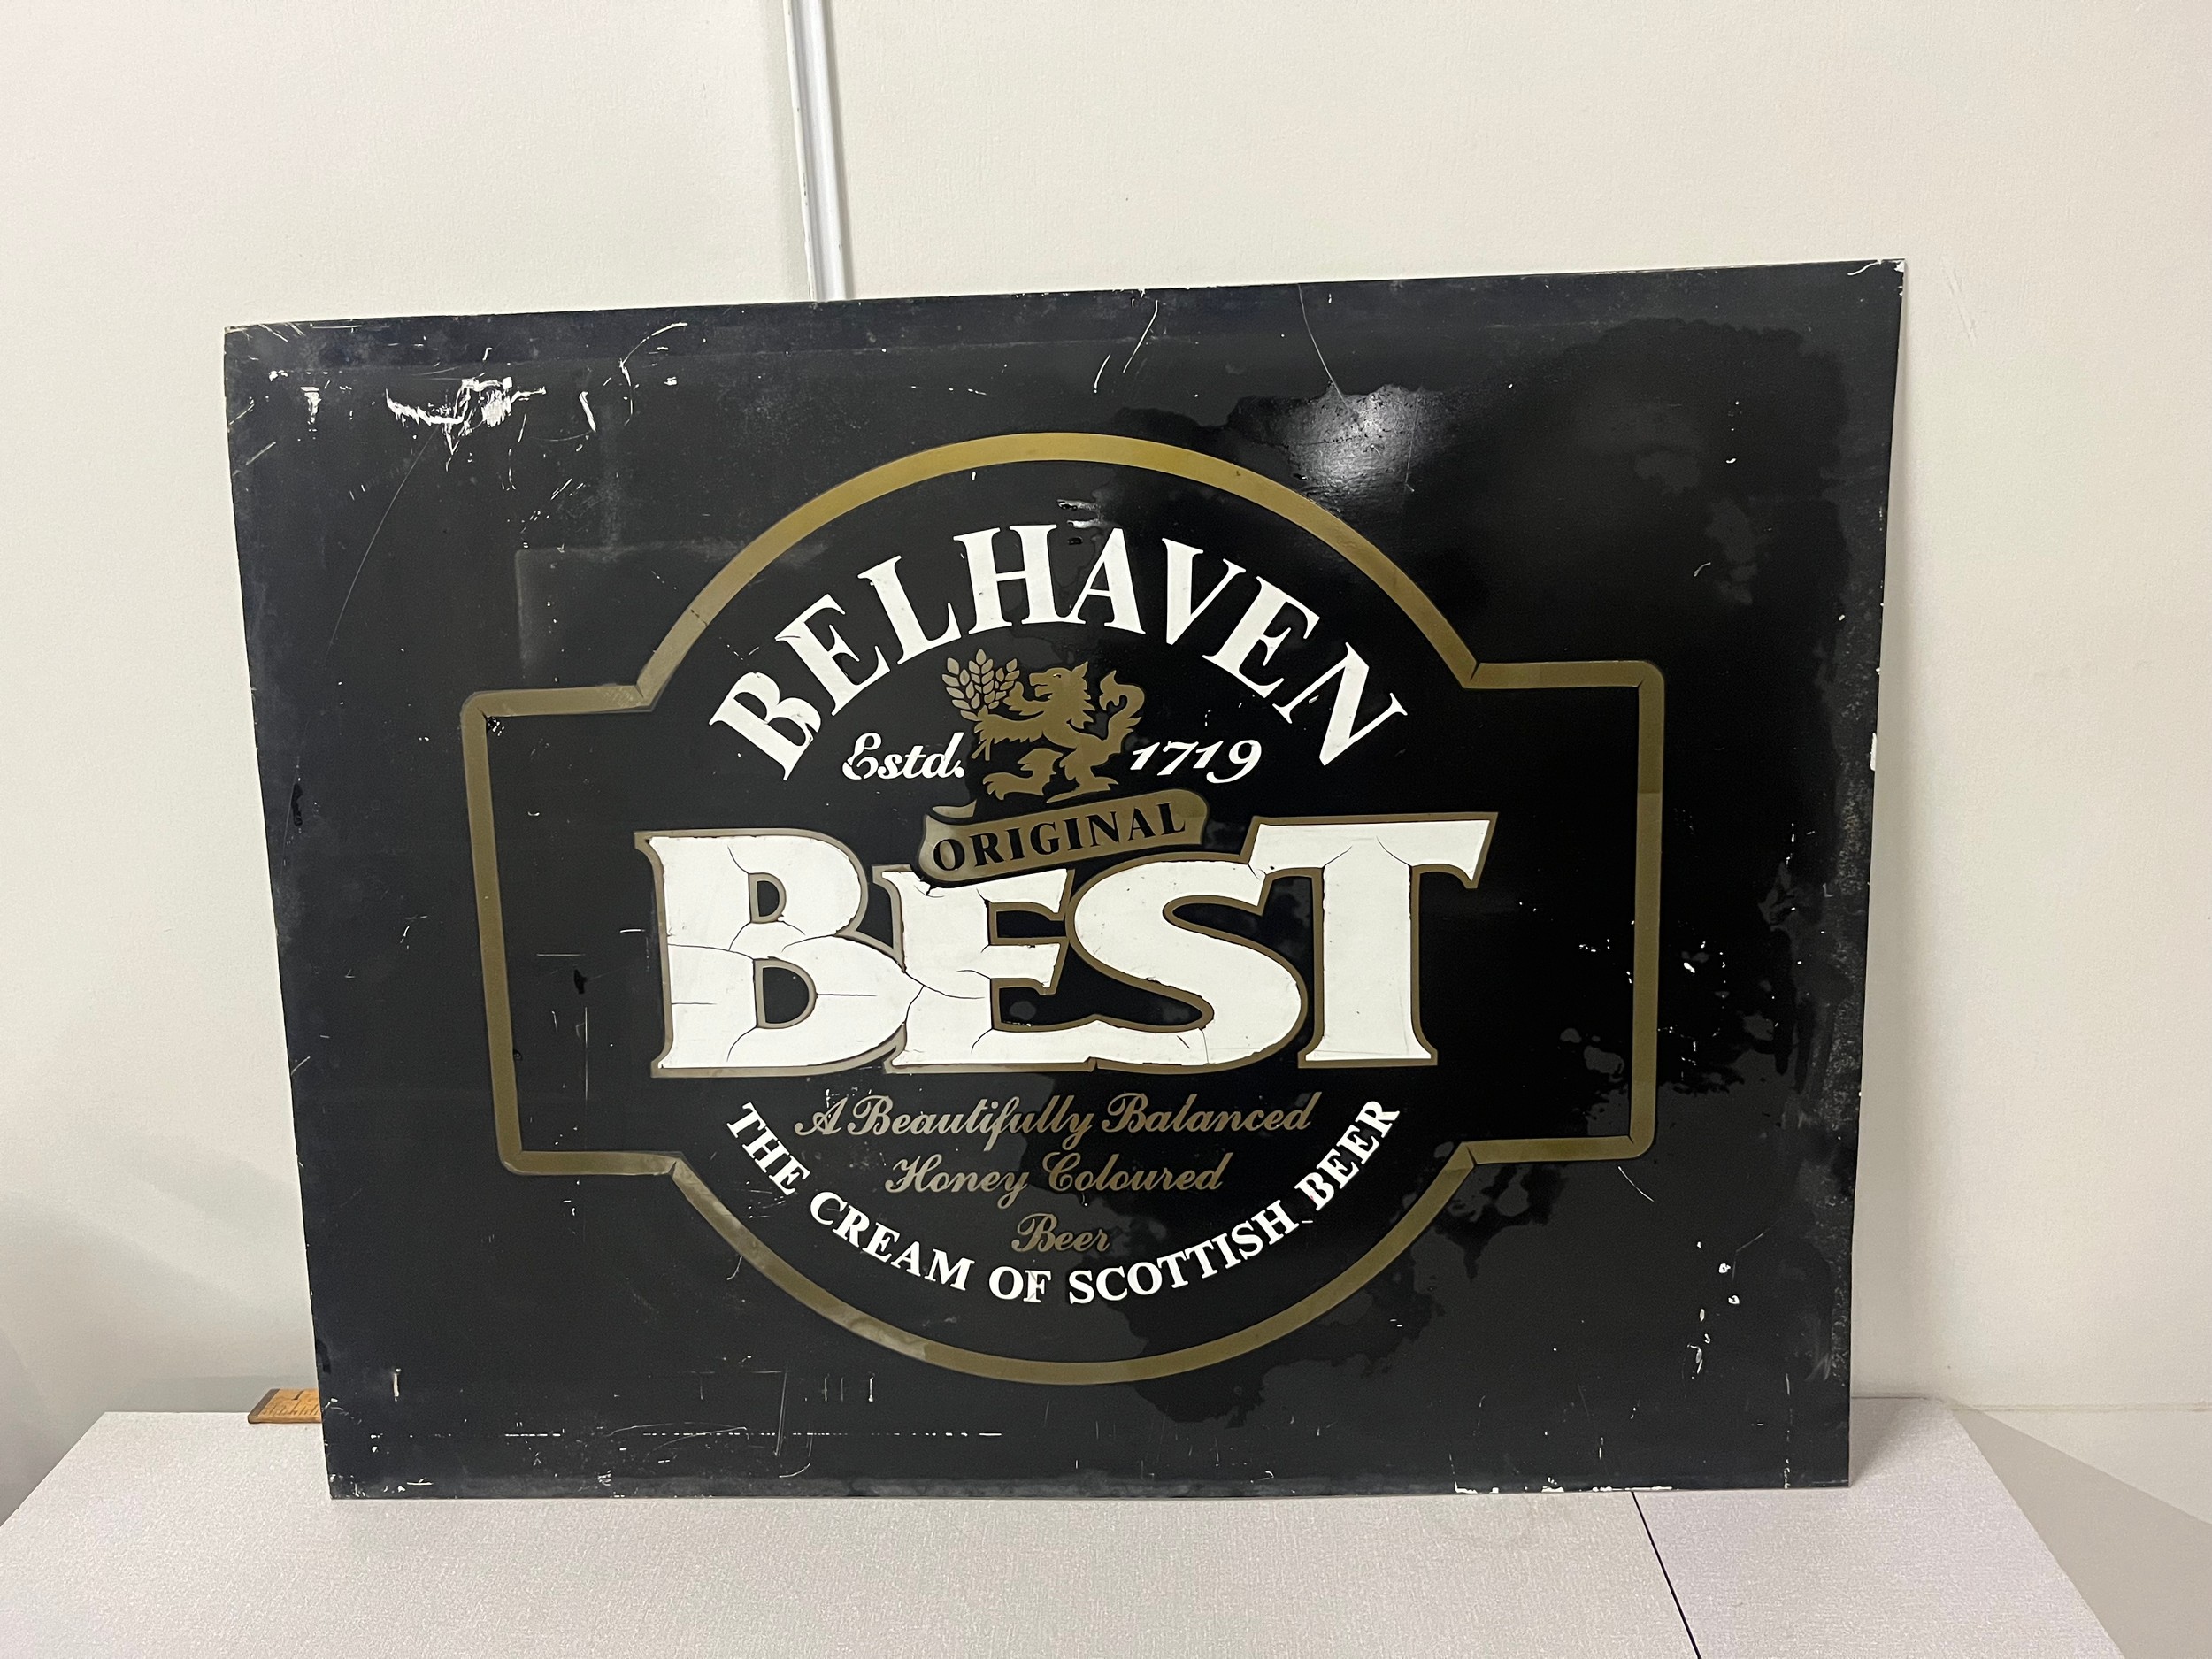 BELHAVEN
Estd. 1719
ORIGINAL
BEST
A Beautifully Balanced
Honey Coloured
Beer
THE CREAM OF SCOTTISH BEER